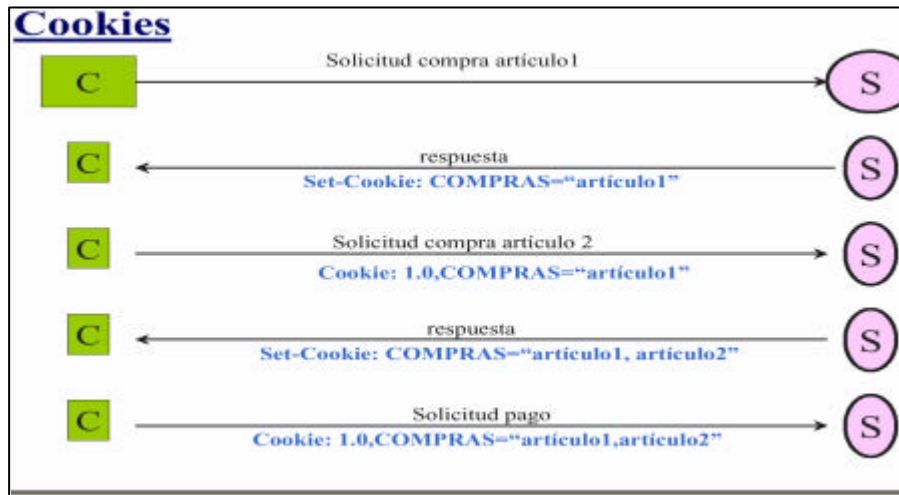 Cookies
Solicitud compra artículo1
C
S
respuesta
C
S
Set-Cookie: COMPRAS=“artículo1”
Solicitud compra artículo 2
C
S
Cookie: 1.0,COMPRAS=“artículo1”
respuesta
C
S
Set-Cookie: COMPRAS=“artículo1, artículo2”
Solicitud pago
C
S
Cookie: 1.0,COMPRAS=“artículo1,artículo2”